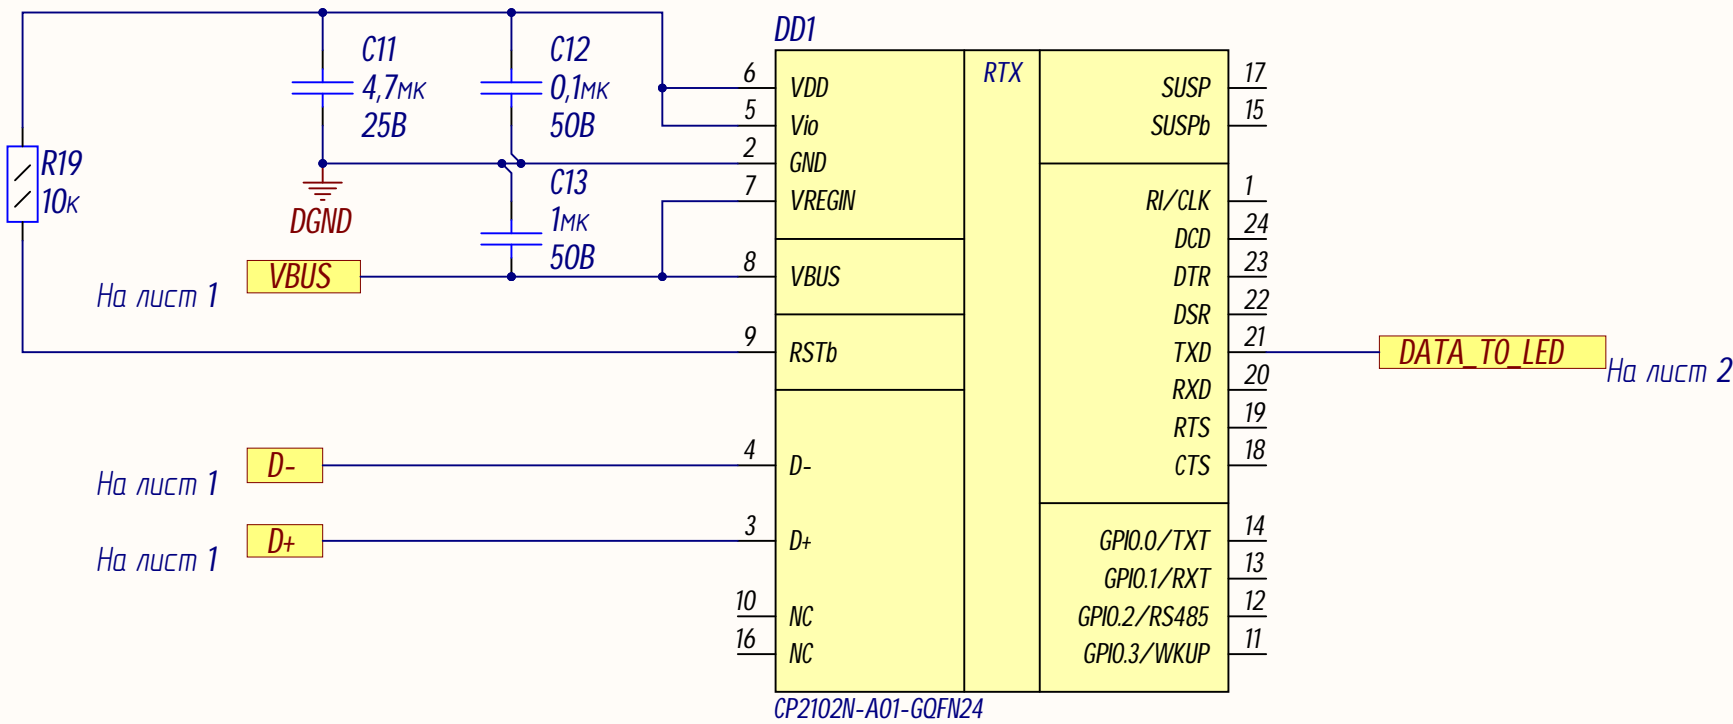 DD1
C11
4,7мк
25В
C12
0,1мк
50В
R19
10к
DGND
C13
1мк
50В
VBUS
На лист 1
D-
На лист 1
D+
На лист 1
6 VDD
5 Vio
2 GND
7 VREGIN
8 VBUS
9 RSTb
4 D-
3 D+
10 NC
16 NC
RTX
SUSP 17
SUSPb 15
RI/CLK 1
DCD 24
DTR 23
DSR 22
TXD 21
RXD 20
RTS 19
CTS 18
GPIO.0/TXT 14
GPIO.1/RXT 13
GPIO.2/RS485 12
GPIO.3/WKUP 11
DATA_TO_LED
На лист 2
CP2102N-A01-GQFN24